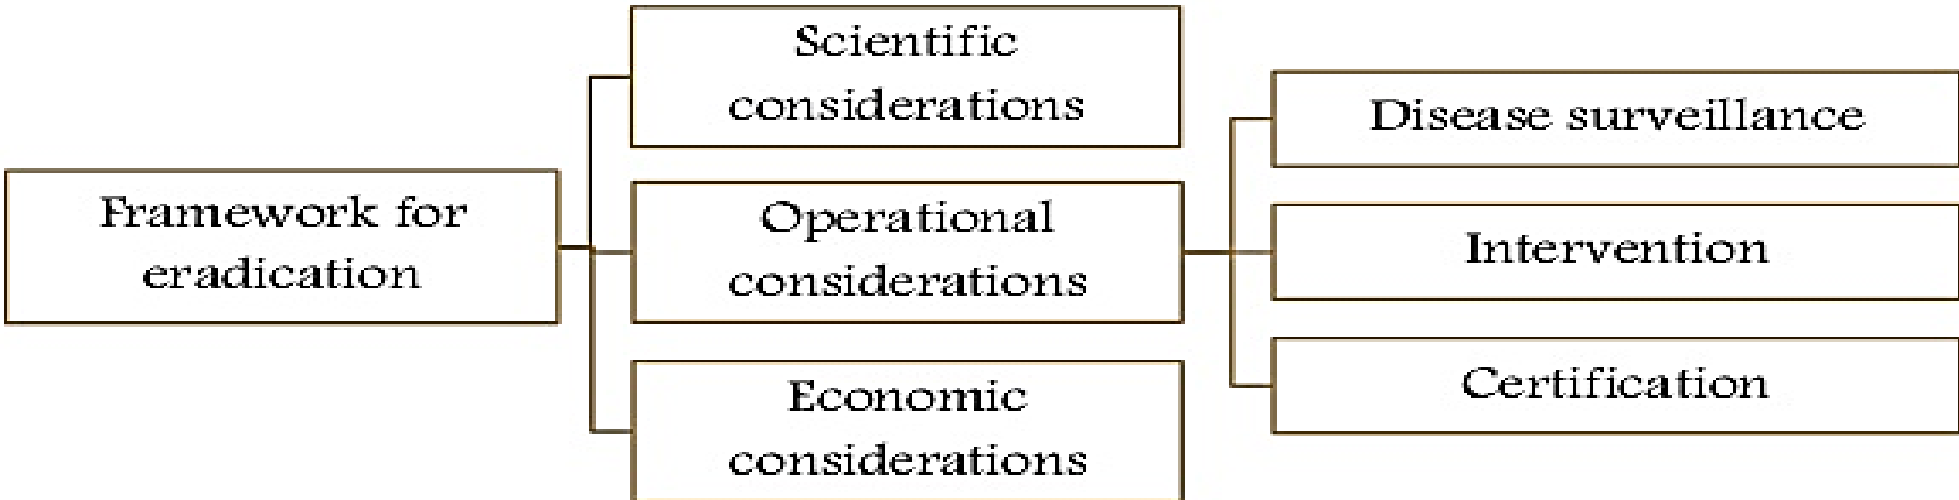 Framework for
eradication
Scientific
considerations
Operational
considerations
Economic
considerations
Disease surveillance
Intervention
Certification